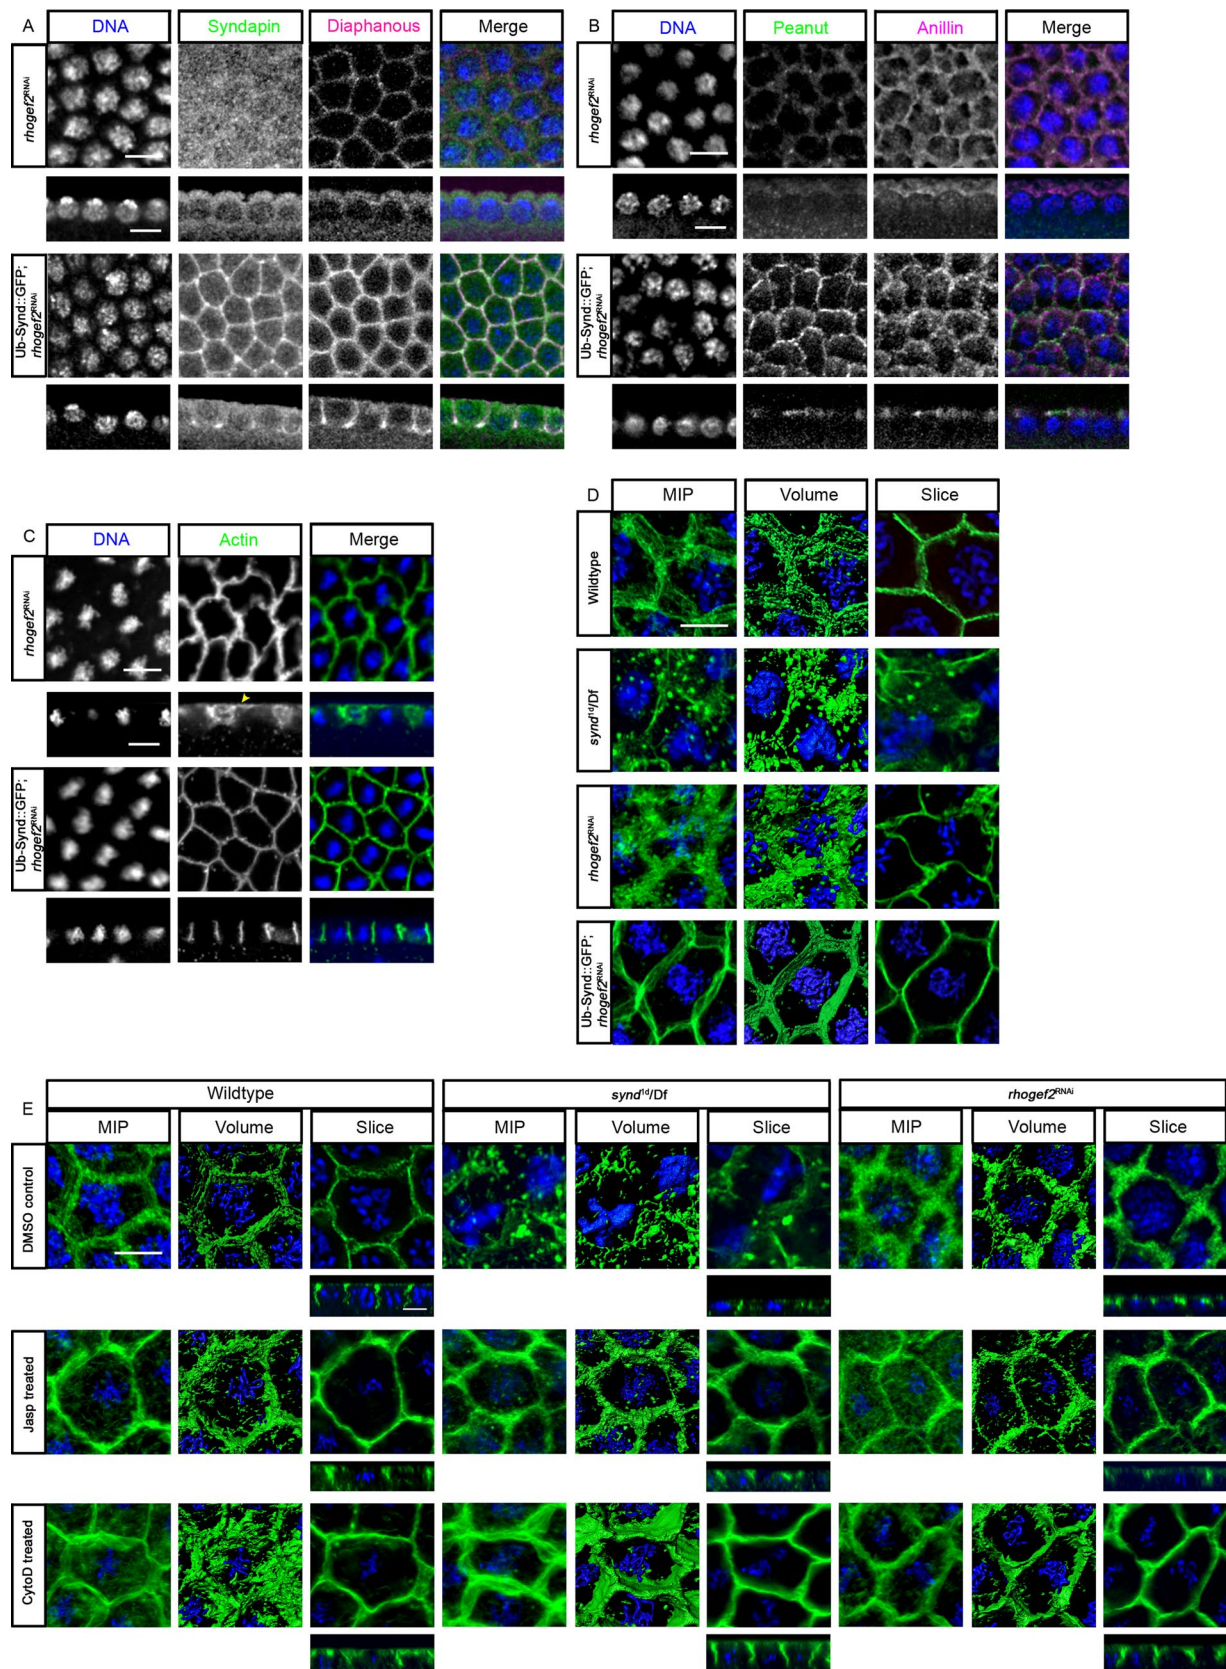 A
DNA
Syndapin
Diaphanous
Merge
rhogef2RNAi
Ub-Synd::GFP;
rhogef2RNAi
B
DNA
Peanut
Anillin
Merge
rhogef2RNAi
Ub-Synd::GFP;
rhogef2RNAi
C
DNA
Actin
Merge
rhogef2RNAi
Ub-Synd::GFP;
rhogef2RNAi
D
MIP
Volume
Slice
Wildtype
synd1d/Df
rhogef2RNAi
Ub-Synd::GFP;
rhogef2RNAi
E
Wildtype
synd1d/Df
rhogef2RNAi
MIP
Volume
Slice
MIP
Volume
Slice
MIP
Volume
Slice
DMSO control
Jasp treated
CytoD treated